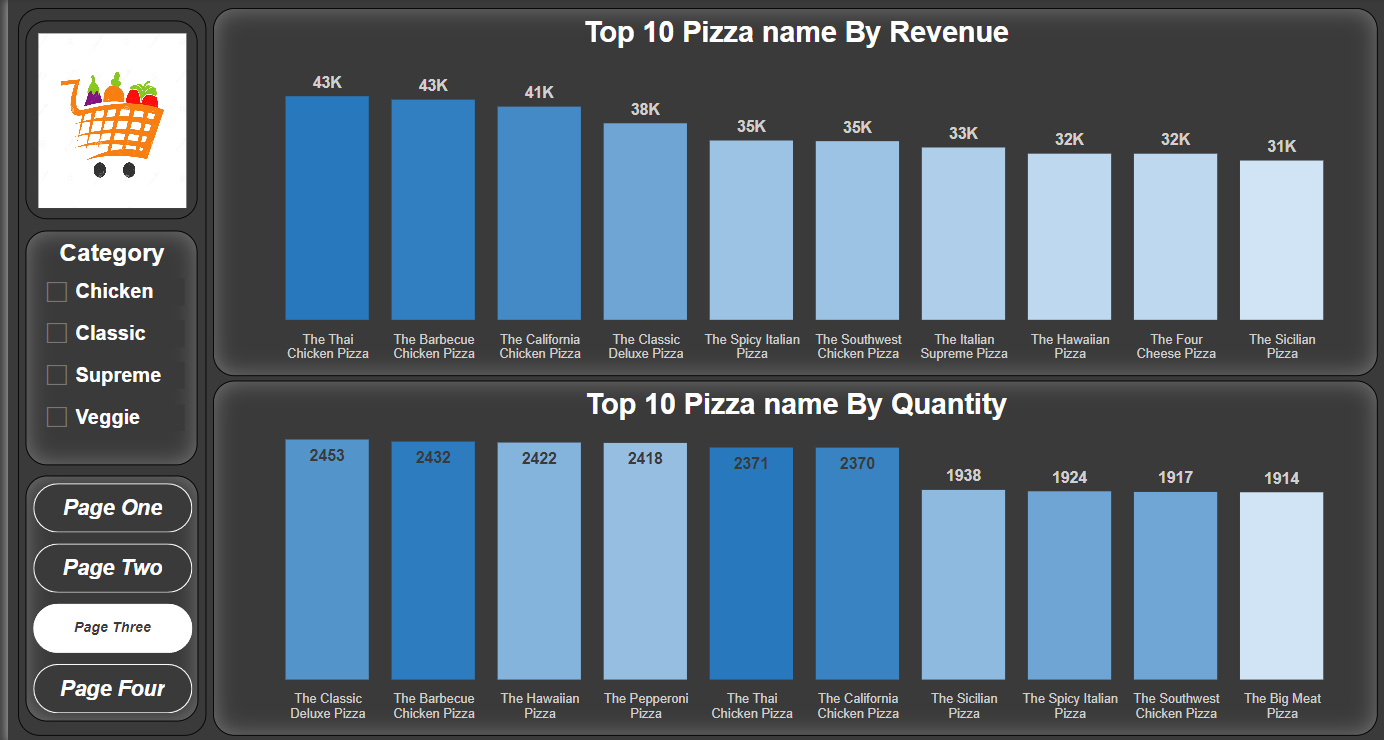 Category
Chicken
Classic
Supreme
Veggie
Page One
Page Two
Page Three
Page Four
Top 10 Pizza name By Revenue
43K
43K
41K
38K
35K
35K
33K
32K
32K
31K
The Thai
Chicken Pizza
The Barbecue
Chicken Pizza
The California
Chicken Pizza
The Classic
Deluxe Pizza
The Spicy Italian
Pizza
The Southwest
Chicken Pizza
The Italian
Supreme Pizza
The Hawaiian
Pizza
The Four
Cheese Pizza
The Sicilian
Pizza
Top 10 Pizza name By Quantity
2453
2432
2422
2418
2371
2370
1938
1924
1917
1914
The Classic
Deluxe Pizza
The Barbecue
Chicken Pizza
The Hawaiian
Pizza
The Pepperoni
Pizza
The Thai
Chicken Pizza
The California
Chicken Pizza
The Sicilian
Pizza
The Spicy Italian
Pizza
The Southwest
Chicken Pizza
The Big Meat
Pizza